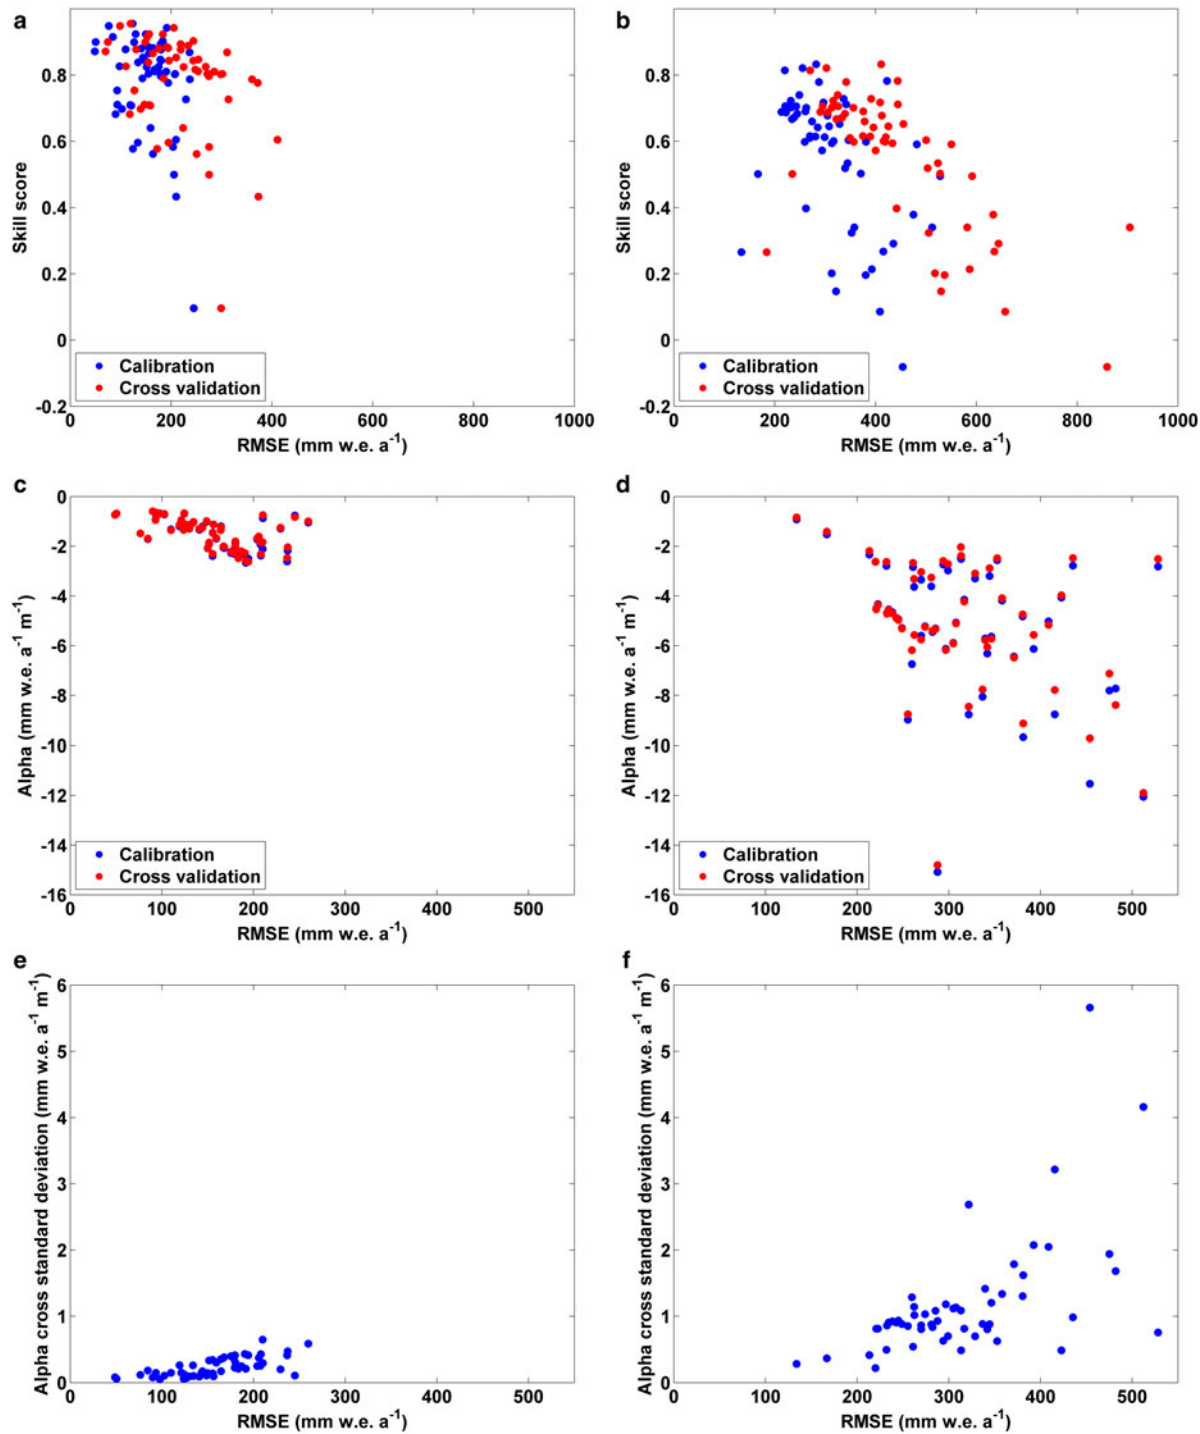 a
0.8
0.6
0.4
0.2
0
-0.2
Skill score
Calibration
Cross validation
0 200 400 600 800 1000
RMSE (mm w.e. a⁻¹)
b
0.8
0.6
0.4
0.2
0
-0.2
Skill score
Calibration
Cross validation
0 200 400 600 800 1000
RMSE (mm w.e. a⁻¹)
c
0
-2
-4
-6
-8
-10
-12
-14
-16
Alpha (mm w.e. a⁻¹ m⁻¹)
Calibration
Cross validation
0 100 200 300 400 500
RMSE (mm w.e. a⁻¹)
d
0
-2
-4
-6
-8
-10
-12
-14
-16
Alpha (mm w.e. a⁻¹ m⁻¹)
Calibration
Cross validation
0 100 200 300 400 500
RMSE (mm w.e. a⁻¹)
e
6
5
4
3
2
1
0
Alpha cross standard deviation (mm w.e. a⁻¹ m⁻¹)
0 100 200 300 400 500
RMSE (mm w.e. a⁻¹)
f
6
5
4
3
2
1
0
Alpha cross standard deviation (mm w.e. a⁻¹ m⁻¹)
0 100 200 300 400 500
RMSE (mm w.e. a⁻¹)